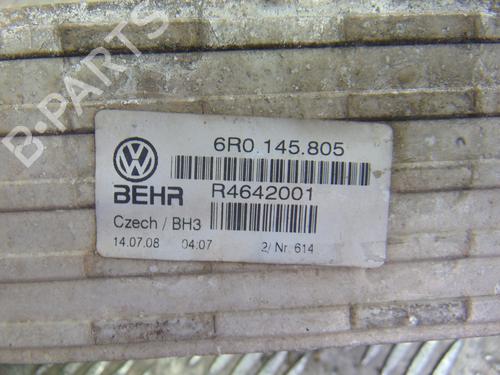 B-PARTS
6R0.145.805
BEHR R4642001
Czech / BH3
14.07.08 04:07 2/ Nr. 614